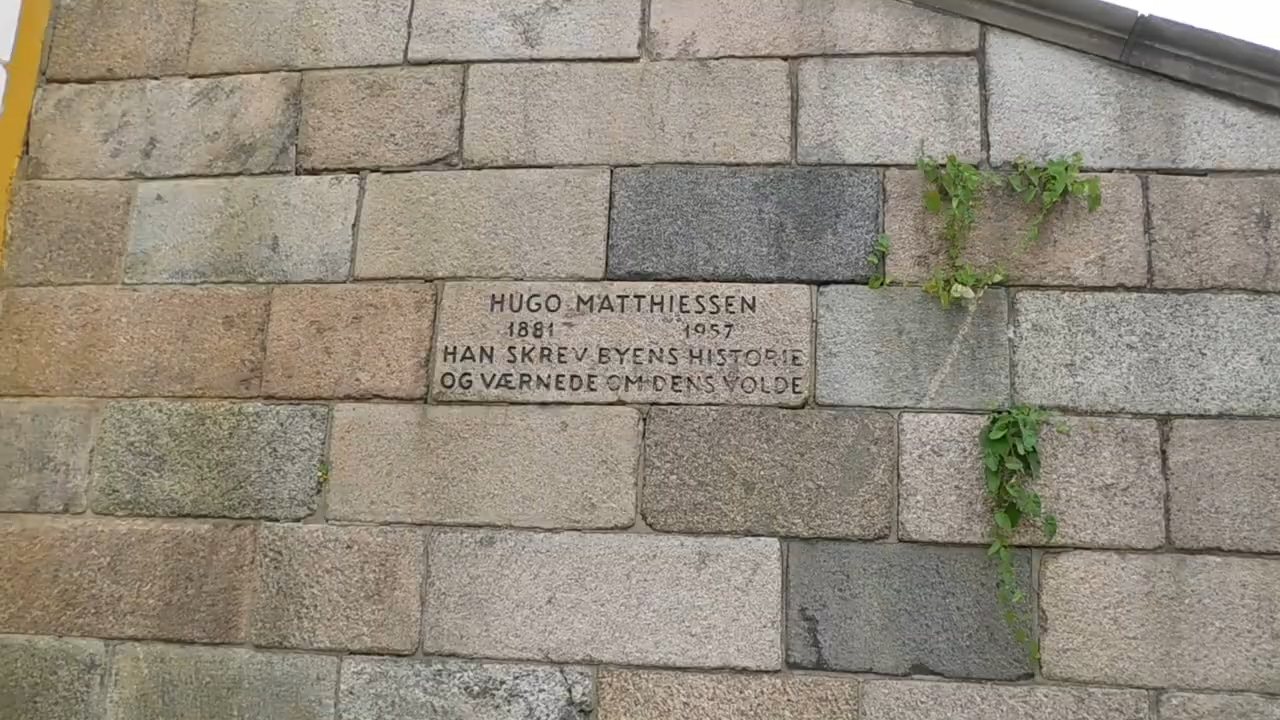 HUGO MATTHIESSEN
1881 1957
HAN SKREV BYENS HISTORIE
OG VÆRNEDE OM DENS VOLDE